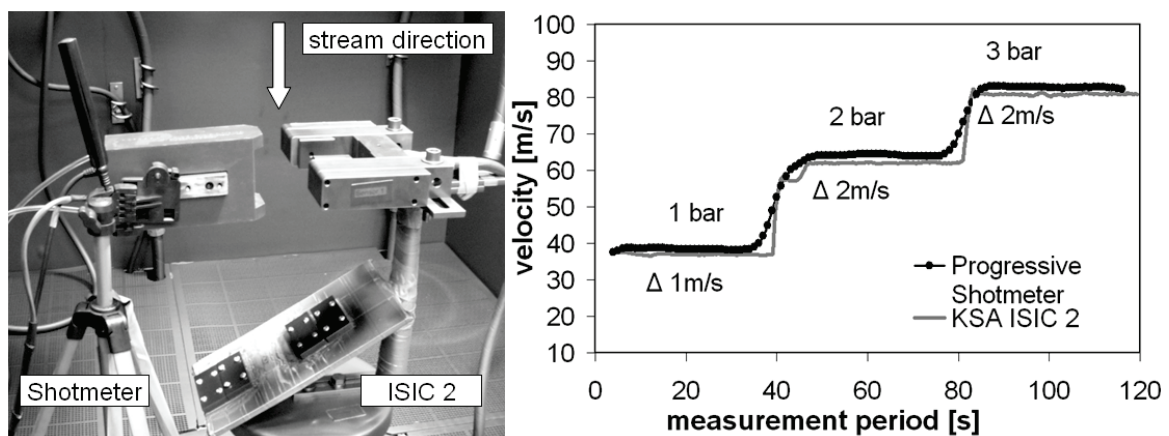 stream direction
Shotmeter
ISIC 2
100
90
80
70
60
50
40
30
20
10
velocity [m/s]
0
20
40
60
80
100
120
measurement period [s]
1 bar
Δ 1m/s
2 bar
Δ 2m/s
3 bar
Δ 2m/s
Progressive
Shotmeter
KSA ISIC 2